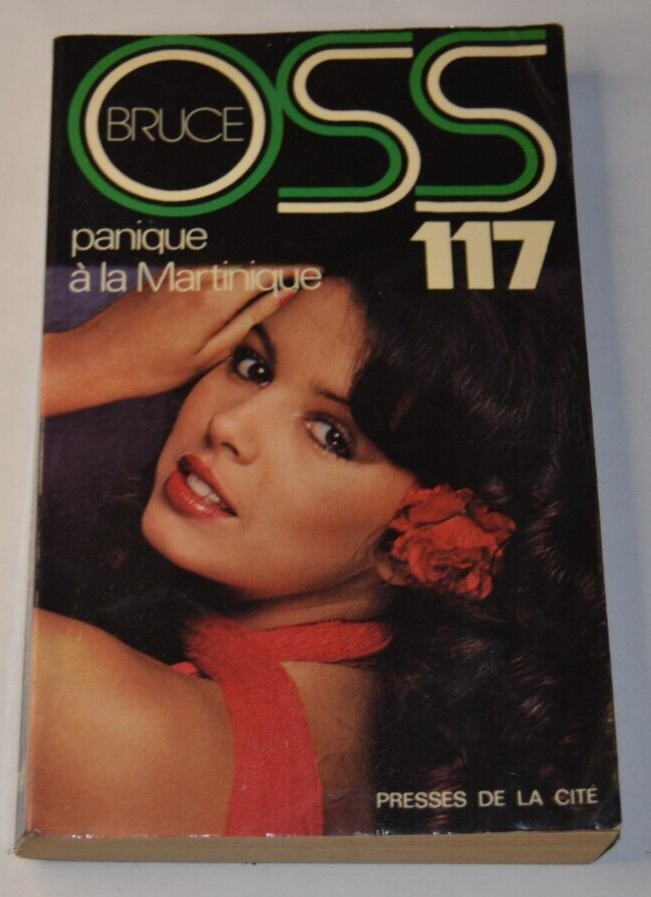 OSS
BRUCE
117
panique
à la Martinique
PRESSES DE LA CITÉ